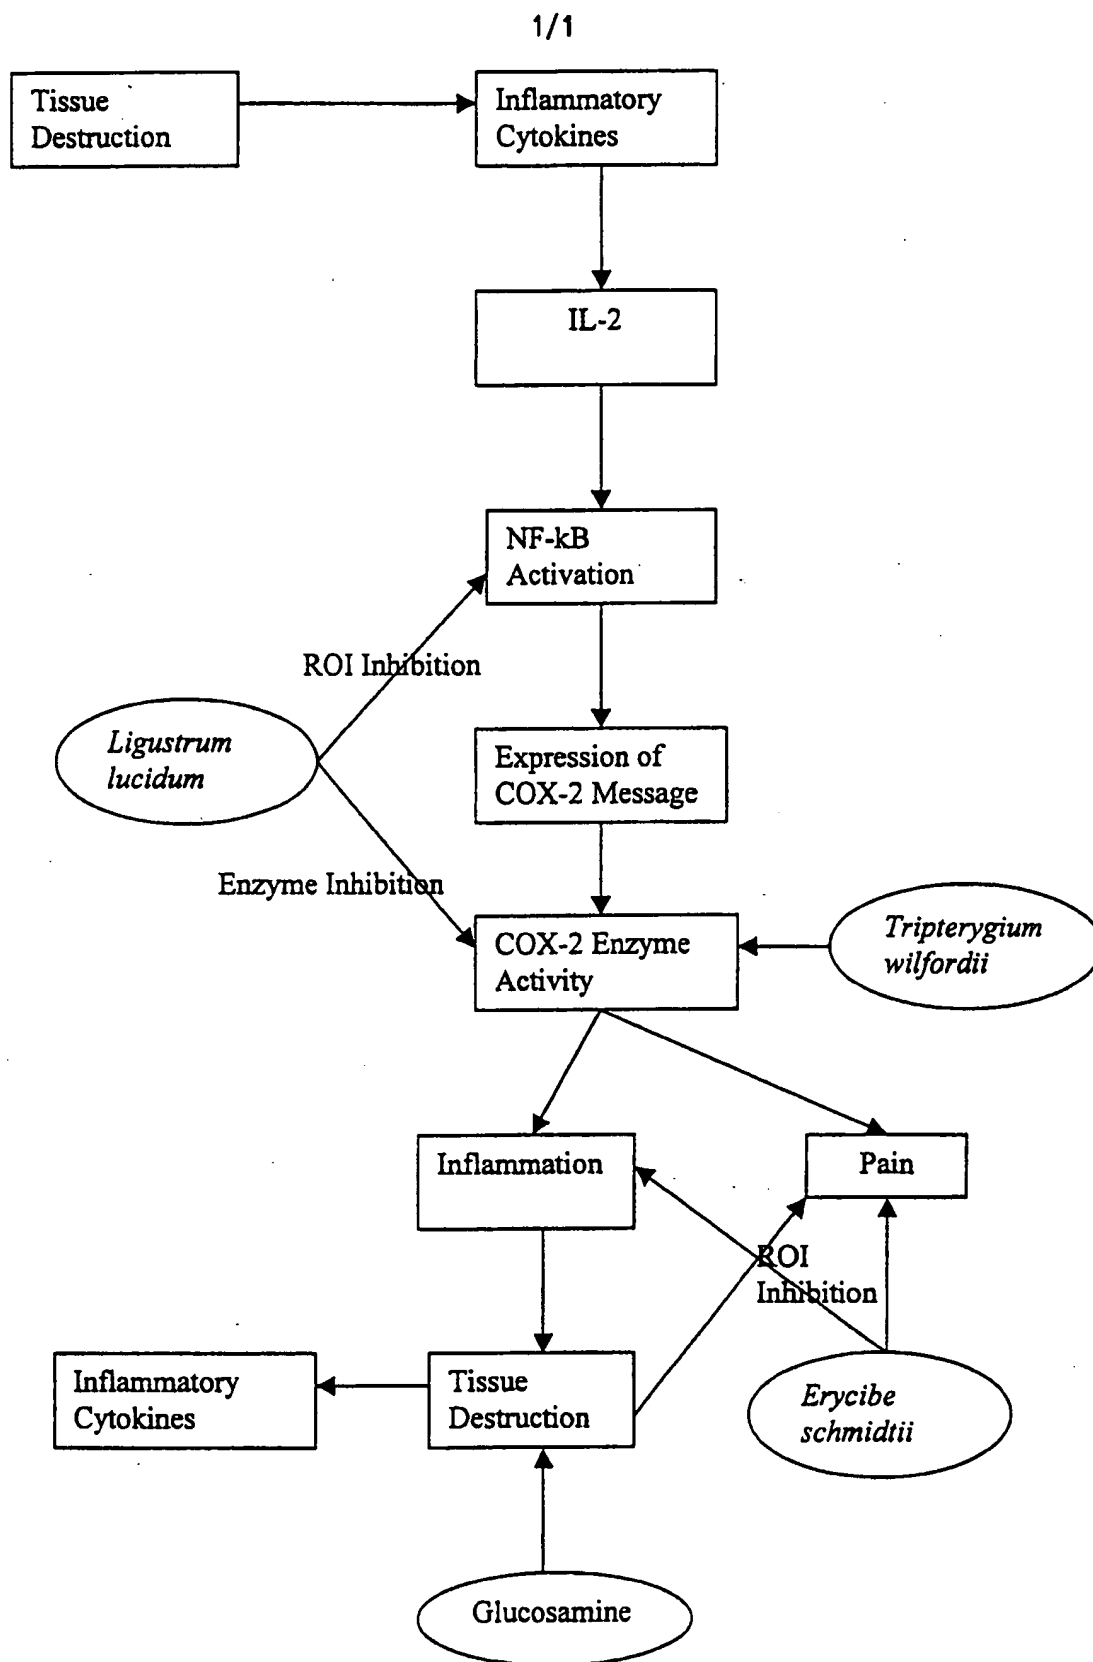 1/1
Tissue
Destruction
Inflammatory
Cytokines
IL-2
NF-kB
Activation
ROI Inhibition
Ligustrum
lucidum
Expression of
COX-2 Message
Enzyme Inhibition
COX-2 Enzyme
Activity
Tripterygium
wilfordii
Inflammation
Pain
ROI
Inhibition
Inflammatory
Cytokines
Tissue
Destruction
Erycibe
schmidtii
Glucosamine